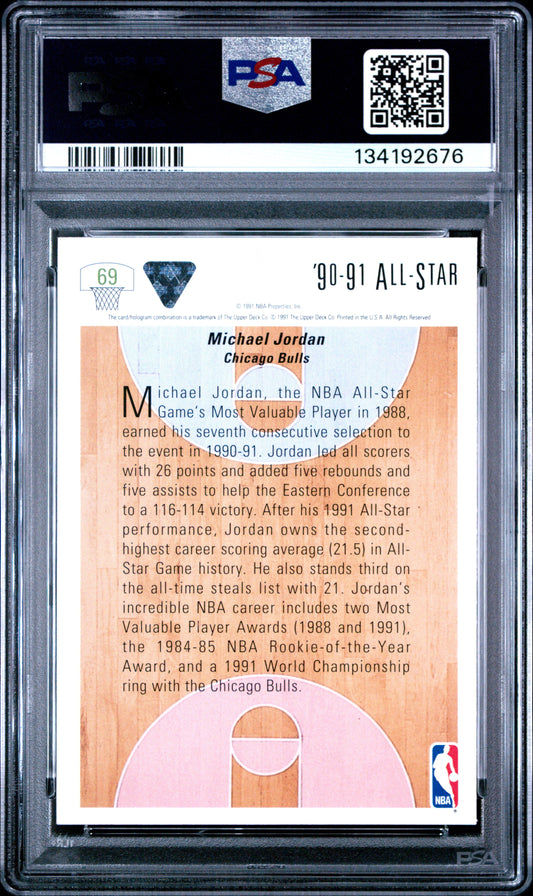 PSA
134192676
69
'90-91 ALL-STAR
© 1991 NBA Properties, Inc.
The card/hologram combination is a trademark of The Upper Deck Co. © 1991 The Upper Deck Co. Printed in the U.S.A. All Rights Reserved
Michael Jordan
Chicago Bulls
Michael Jordan, the NBA All-Star
Game's Most Valuable Player in 1988,
earned his seventh consecutive selection to
the event in 1990-91. Jordan led all scorers
with 26 points and added five rebounds and
five assists to help the Eastern Conference
to a 116-114 victory. After his 1991 All-Star
performance, Jordan owns the second-
highest career scoring average (21.5) in All-
Star Game history. He also stands third on
the all-time steals list with 21. Jordan's
incredible NBA career includes two Most
Valuable Player Awards (1988 and 1991),
the 1984-85 NBA Rookie-of-the-Year
Award, and a 1991 World Championship
ring with the Chicago Bulls.
NBA
PSA